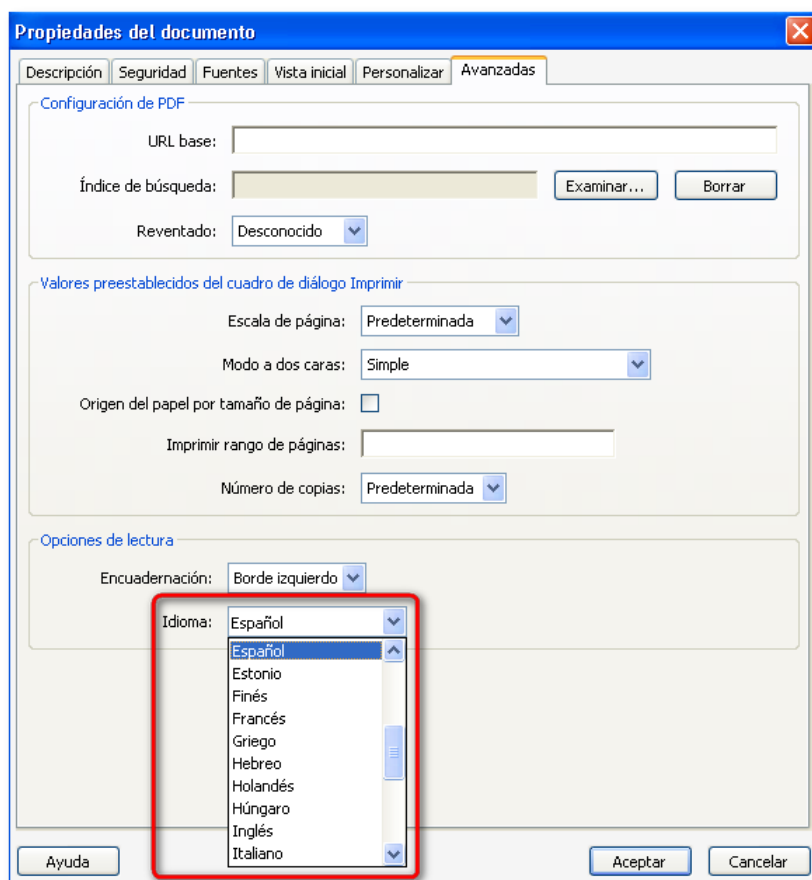 Propiedades del documento
Descripción Seguridad Fuentes Vista inicial Personalizar Avanzadas
Configuración de PDF
URL base:
Índice de búsqueda: Examinar... Borrar
Reventado: Desconocido
Valores preestablecidos del cuadro de diálogo Imprimir
Escala de página: Predeterminada
Modo a dos caras: Simple
Origen del papel por tamaño de página:
Imprimir rango de páginas:
Número de copias: Predeterminada
Opciones de lectura
Encuadernación: Borde izquierdo
Idioma: Español
Español
Estonio
Finés
Francés
Griego
Hebreo
Holandés
Húngaro
Inglés
Italiano
Ayuda Aceptar Cancelar